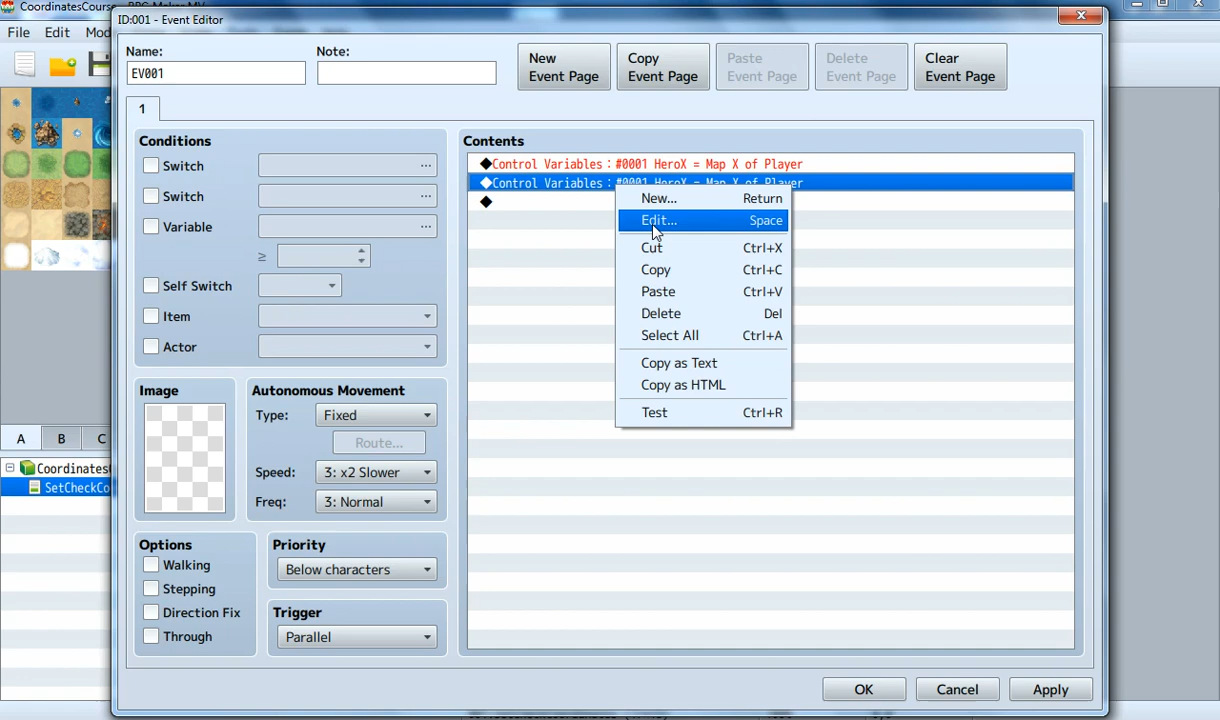 CoordinatesCourse - RPG Maker MV
ID:001 - Event Editor
File Edit Mod
Name:
Note:
EV001
New
Event Page
Copy
Event Page
Paste
Event Page
Delete
Event Page
Clear
Event Page
1
Conditions
Switch
Switch
Variable
≥
Self Switch
Item
Actor
Image
Autonomous Movement
Type:
Fixed
Route...
Speed:
3: x2 Slower
Freq:
3: Normal
Options
Walking
Stepping
Direction Fix
Through
Priority
Below characters
Trigger
Parallel
Contents
◆Control Variables：#0001 HeroX = Map X of Player
◆Control Variables：#0001 HeroX = Map X of Player
◆
New... Return
Edit... Space
Cut Ctrl+X
Copy Ctrl+C
Paste Ctrl+V
Delete Del
Select All Ctrl+A
Copy as Text
Copy as HTML
Test Ctrl+R
A B C
Coordinates
SetCheckCo
OK
Cancel
Apply